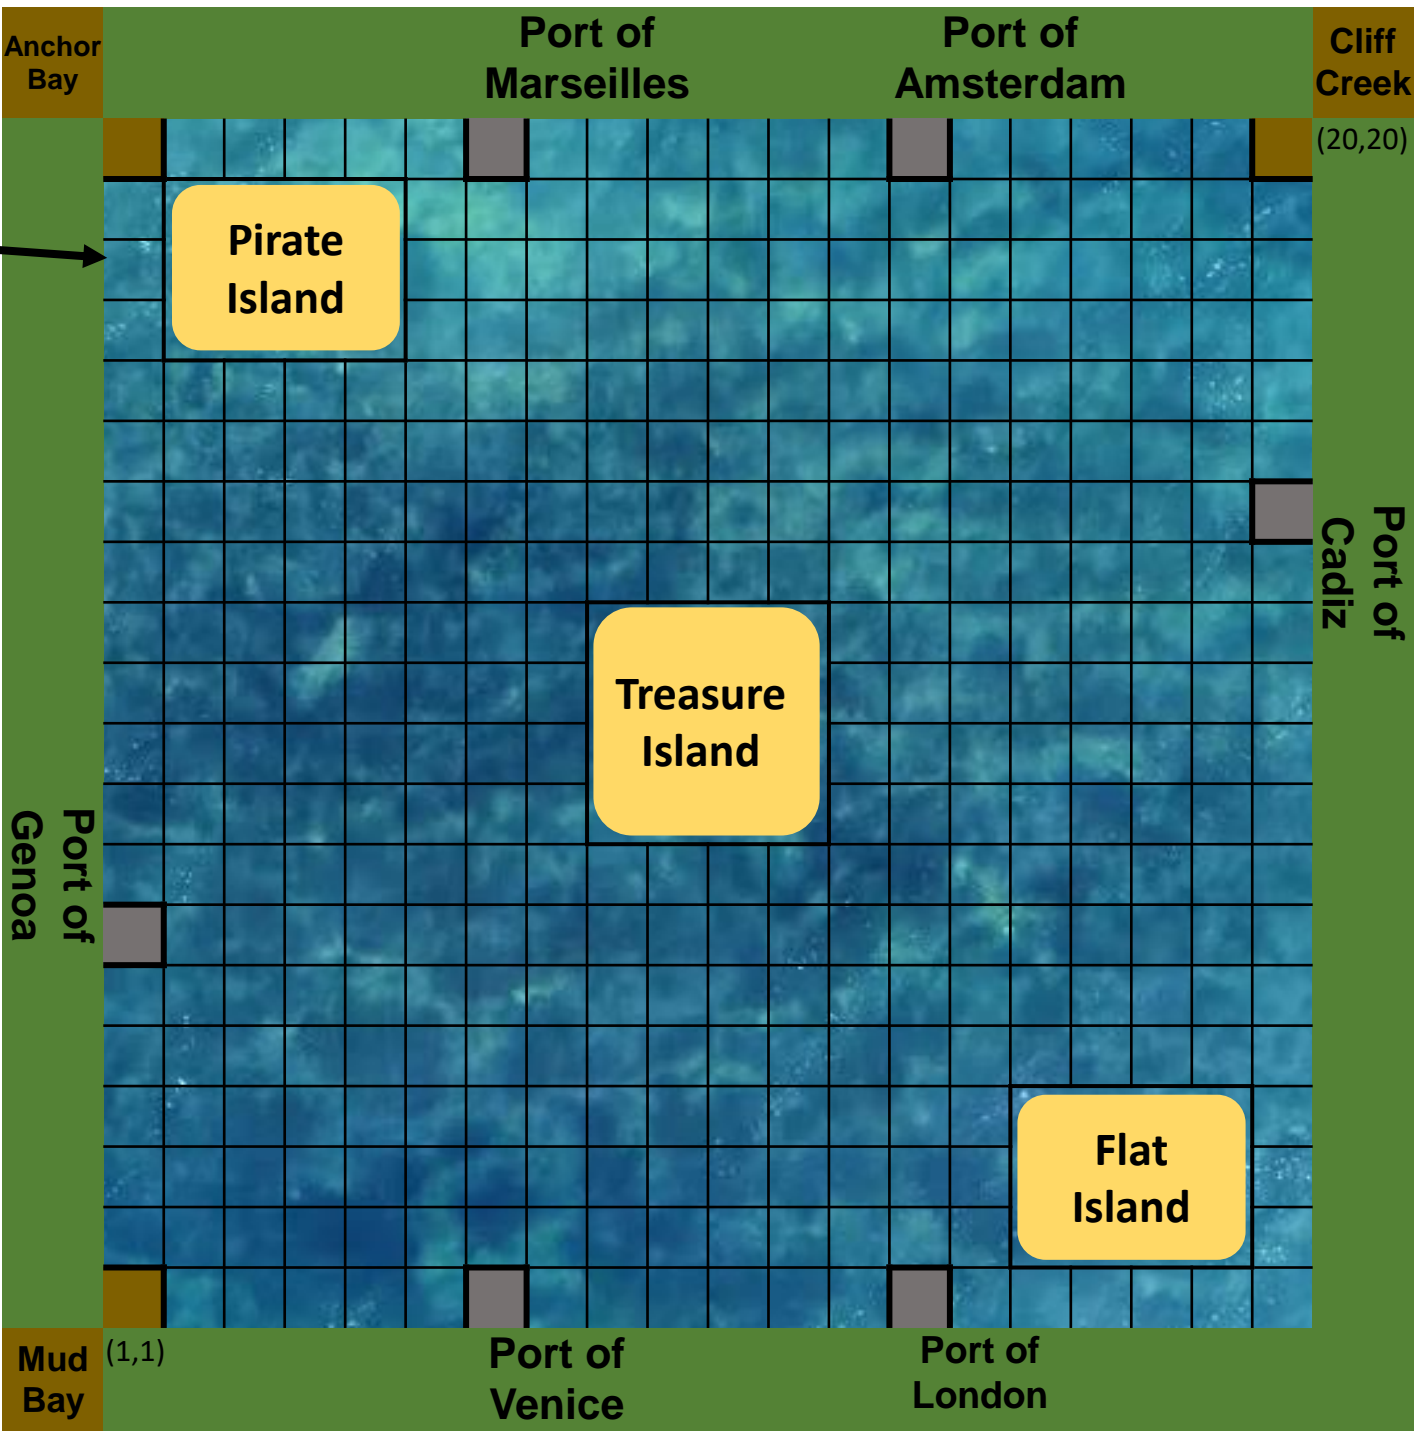 Anchor
Bay
Port of
Marseilles
Port of
Amsterdam
Cliff
Creek
(20,20)
Pirate
Island
Port of
Cadiz
Treasure
Island
Port of
Genoa
Flat
Island
Mud
Bay
(1,1)
Port of
Venice
Port of
London